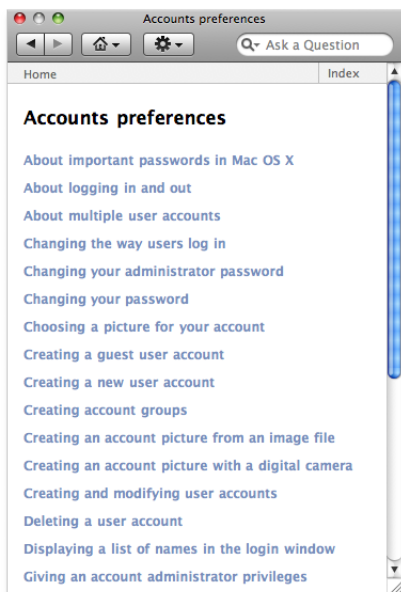 Accounts preferences
Ask a Question
Home Index
Accounts preferences
About important passwords in Mac OS X
About logging in and out
About multiple user accounts
Changing the way users log in
Changing your administrator password
Changing your password
Choosing a picture for your account
Creating a guest user account
Creating a new user account
Creating account groups
Creating an account picture from an image file
Creating an account picture with a digital camera
Creating and modifying user accounts
Deleting a user account
Displaying a list of names in the login window
Giving an account administrator privileges